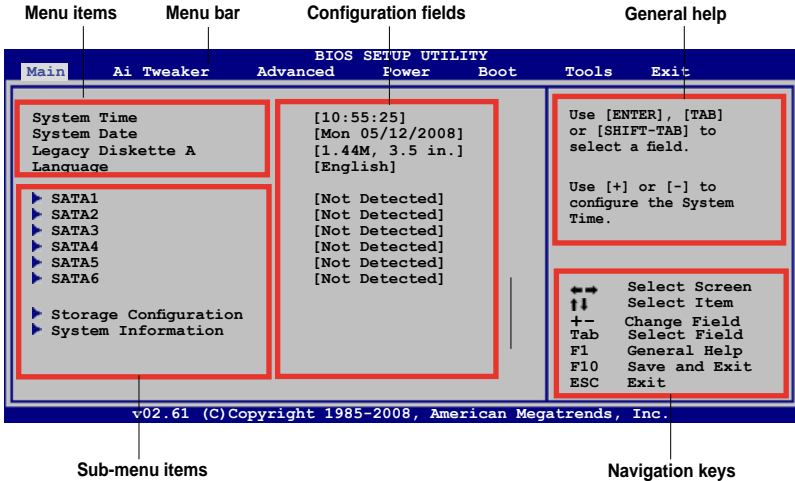 Menu items Menu bar Configuration fields General help
BIOS SETUP UTILITY
Main Ai Tweaker Advanced Power Boot Tools Exit
System Time [10:55:25]
System Date [Mon 05/12/2008]
Legacy Diskette A [1.44M, 3.5 in.]
Language [English]
SATA1 [Not Detected]
SATA2 [Not Detected]
SATA3 [Not Detected]
SATA4 [Not Detected]
SATA5 [Not Detected]
SATA6 [Not Detected]
Storage Configuration
System Information
Use [ENTER], [TAB]
or [SHIFT-TAB] to
select a field.
Use [+] or [-] to
configure the System
Time.
←→ Select Screen
↑↓ Select Item
+- Change Field
Tab Select Field
F1 General Help
F10 Save and Exit
ESC Exit
v02.61 (C)Copyright 1985-2008, American Megatrends, Inc.
Sub-menu items Navigation keys